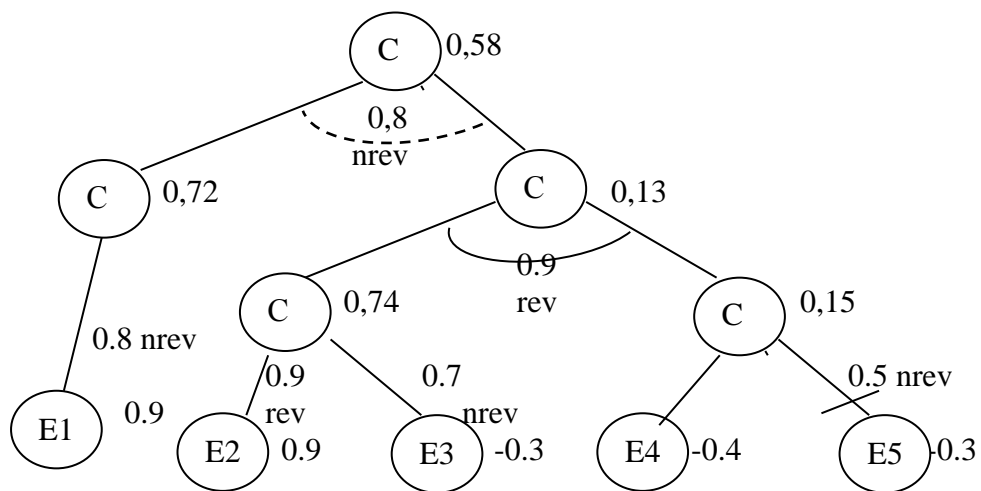 C 0,58
0,8
nrev
C 0,72
C 0,13
0.9
rev
C 0,74
C 0,15
0.8 nrev
0.9
rev
0.7
nrev
0.5 nrev
E1 0.9
E2 0.9
E3 -0.3
E4 -0.4
E5 -0.3